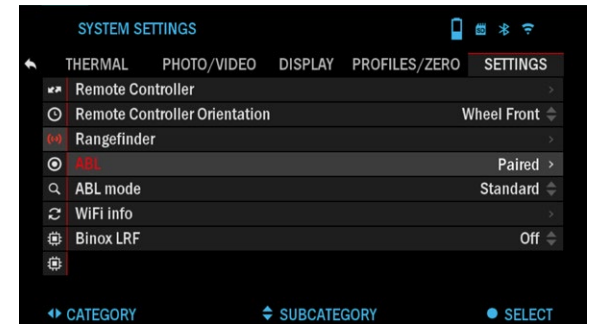 SYSTEM SETTINGS
THERMAL PHOTO/VIDEO DISPLAY PROFILES/ZERO SETTINGS
Remote Controller
Remote Controller Orientation Wheel Front
Rangefinder
ABL Paired
ABL mode Standard
WiFi info
Binox LRF Off
CATEGORY SUBCATEGORY SELECT